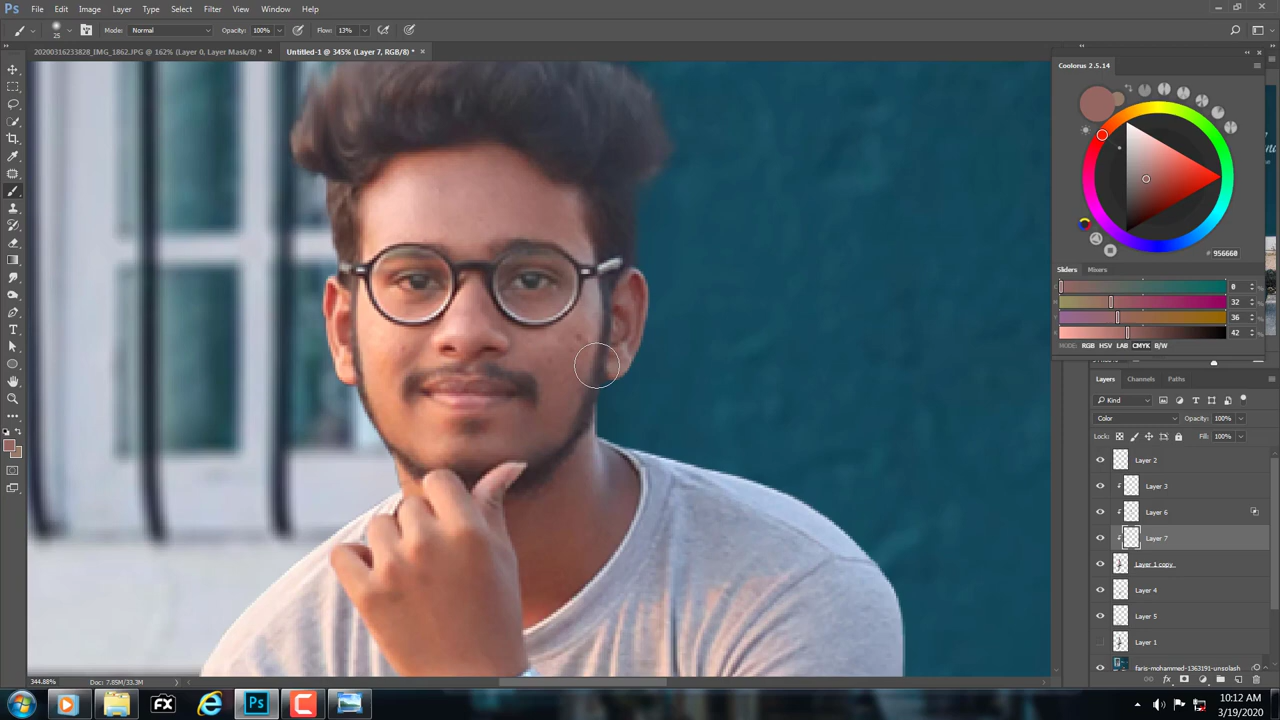 File Edit Image Layer Type Select Filter View Window Help
25 Mode: Normal Opacity: 100% Flow: 13%
20200316233828_IMG_1862.JPG @ 162% (Layer 0, Layer Mask/8) * × Untitled-1 @ 345% (Layer 7, RGB/8) * ×
Coolorus 2.5.14
# 956660
Sliders Mixers
C 0 %
M 32 %
Y 36 %
K 42 %
MODE: RGB HSV LAB CMYK B/W
Layers Channels Paths
Kind
Color Opacity: 100%
Lock: Fill: 100%
Layer 2
Layer 3
Layer 6
Layer 7
Layer 1 copy
Layer 4
Layer 5
Layer 1
faris-mohammed-1363191-unsplash
344.88% Doc: 7.85M/33.3M
FX Ps 10:12 AM
3/19/2020